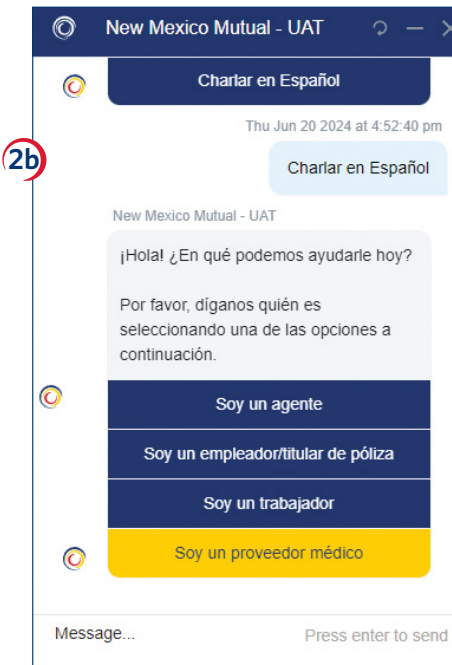 New Mexico Mutual - UAT
Charlar en Español
Thu Jun 20 2024 at 4:52:40 pm
2b
Charlar en Español
New Mexico Mutual - UAT
¡Hola! ¿En qué podemos ayudarle hoy?
Por favor, díganos quién es
seleccionando una de las opciones a
continuación.
Soy un agente
Soy un empleador/titular de póliza
Soy un trabajador
Soy un proveedor médico
Message... Press enter to send